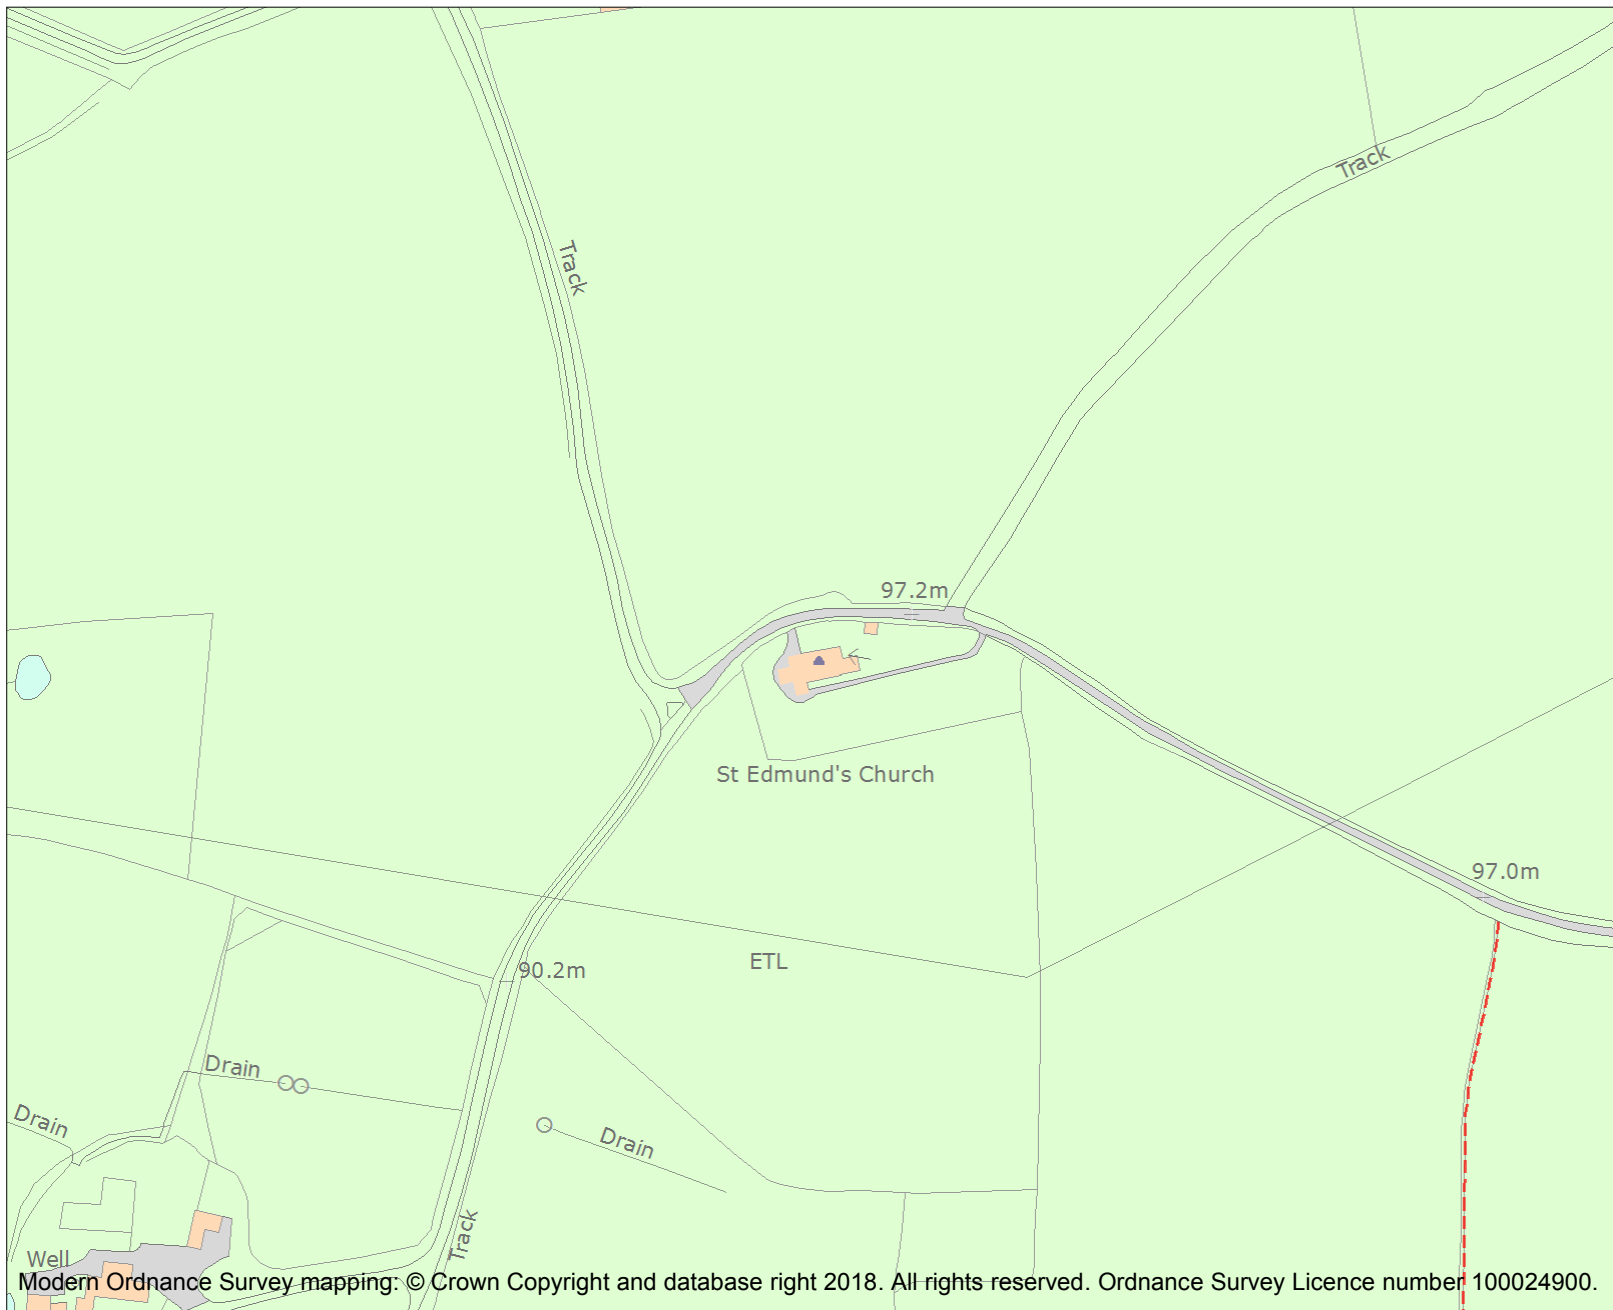 Track
Track
97.2m
St Edmund's Church
97.0m
ETL
90.2m
Drain
Drain
Drain
Track
Well
Modern Ordnance Survey mapping: © Crown Copyright and database right 2018. All rights reserved. Ordnance Survey Licence number 100024900.